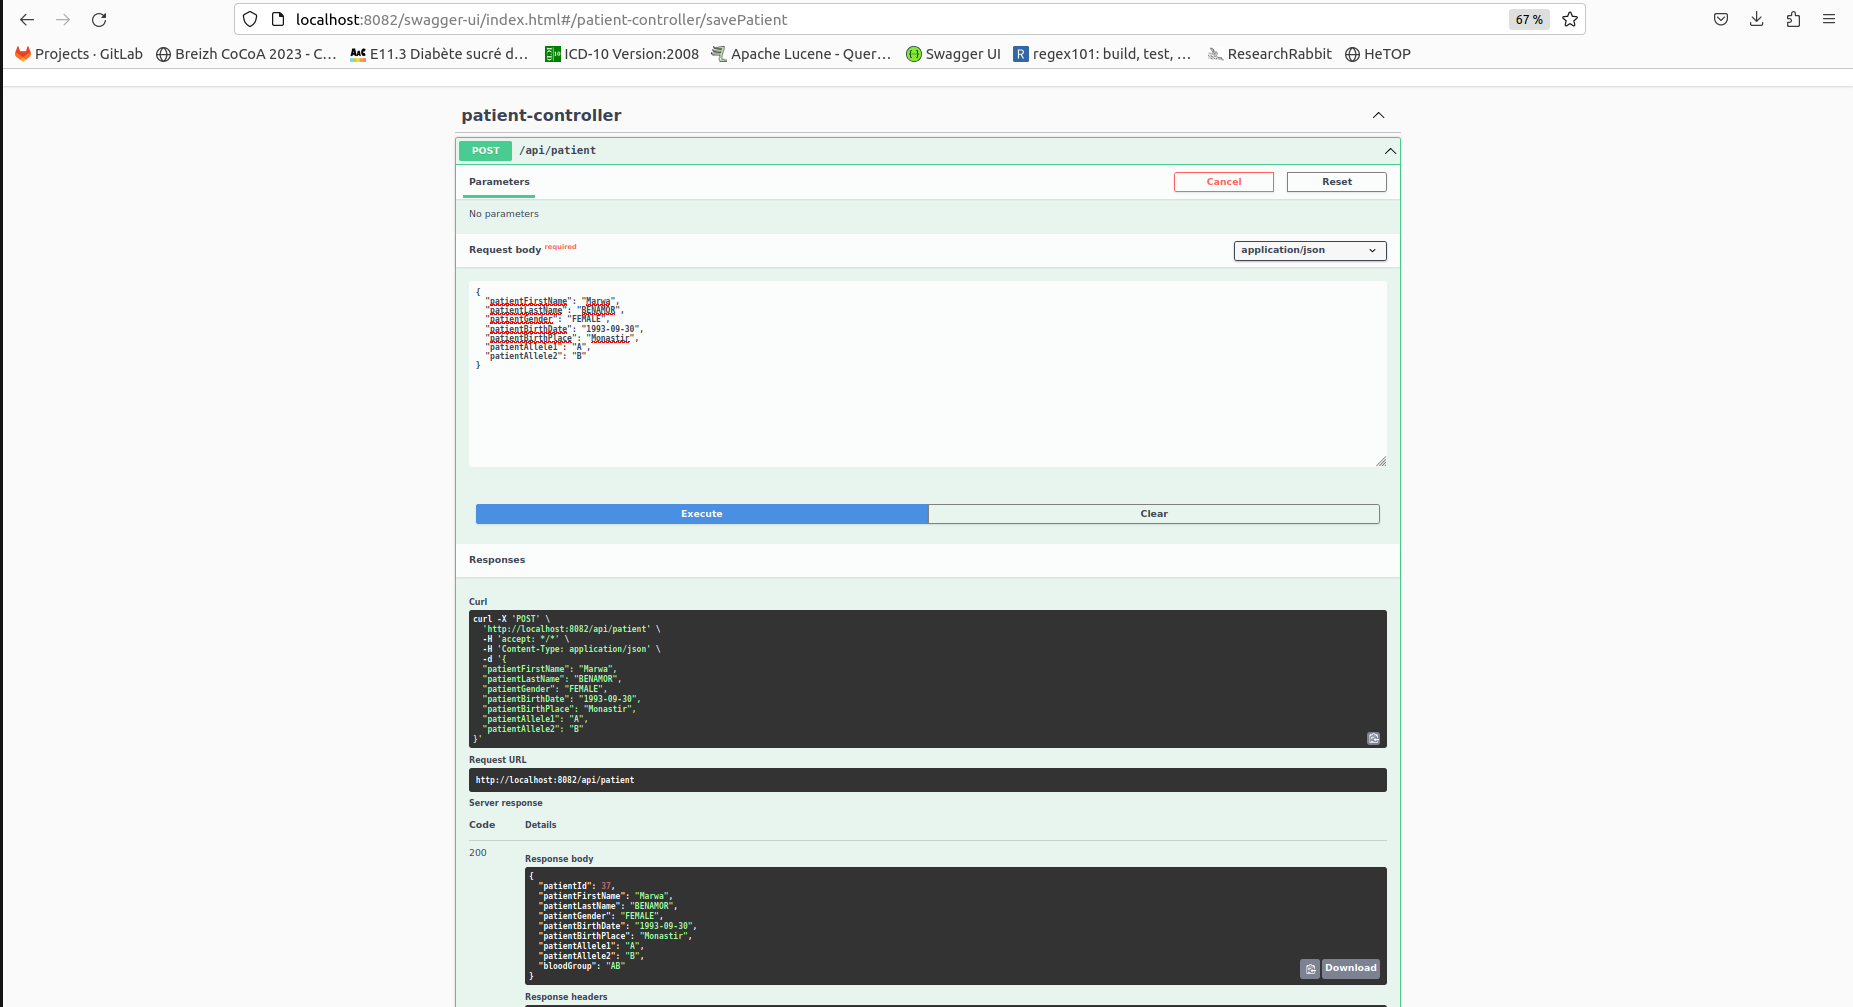 localhost:8082/swagger-ui/index.html#/patient-controller/savePatient 67 %
Projects · GitLab Breizh CoCoA 2023 - C… AaC E11.3 Diabète sucré d… ICD-10 Version:2008 Apache Lucene - Quer… Swagger UI R regex101: build, test, … ResearchRabbit HeTOP
patient-controller
POST /api/patient
Parameters Cancel Reset
No parameters
Request body required application/json
{
"patientFirstName": "Marwa",
"patientLastName": "BENAMOR",
"patientGender": "FEMALE",
"patientBirthDate": "1993-09-30",
"patientBirthPlace": "Monastir",
"patientAllele1": "A",
"patientAllele2": "B"
}
Execute Clear
Responses
Curl
curl -X 'POST' \
'http://localhost:8082/api/patient' \
-H 'accept: */*' \
-H 'Content-Type: application/json' \
-d '{
"patientFirstName": "Marwa",
"patientLastName": "BENAMOR",
"patientGender": "FEMALE",
"patientBirthDate": "1993-09-30",
"patientBirthPlace": "Monastir",
"patientAllele1": "A",
"patientAllele2": "B"
}'
Request URL
http://localhost:8082/api/patient
Server response
Code Details
200
Response body
{
"patientId": 37,
"patientFirstName": "Marwa",
"patientLastName": "BENAMOR",
"patientGender": "FEMALE",
"patientBirthDate": "1993-09-30",
"patientBirthPlace": "Monastir",
"patientAllele1": "A",
"patientAllele2": "B",
"bloodGroup": "AB"
}
Download
Response headers